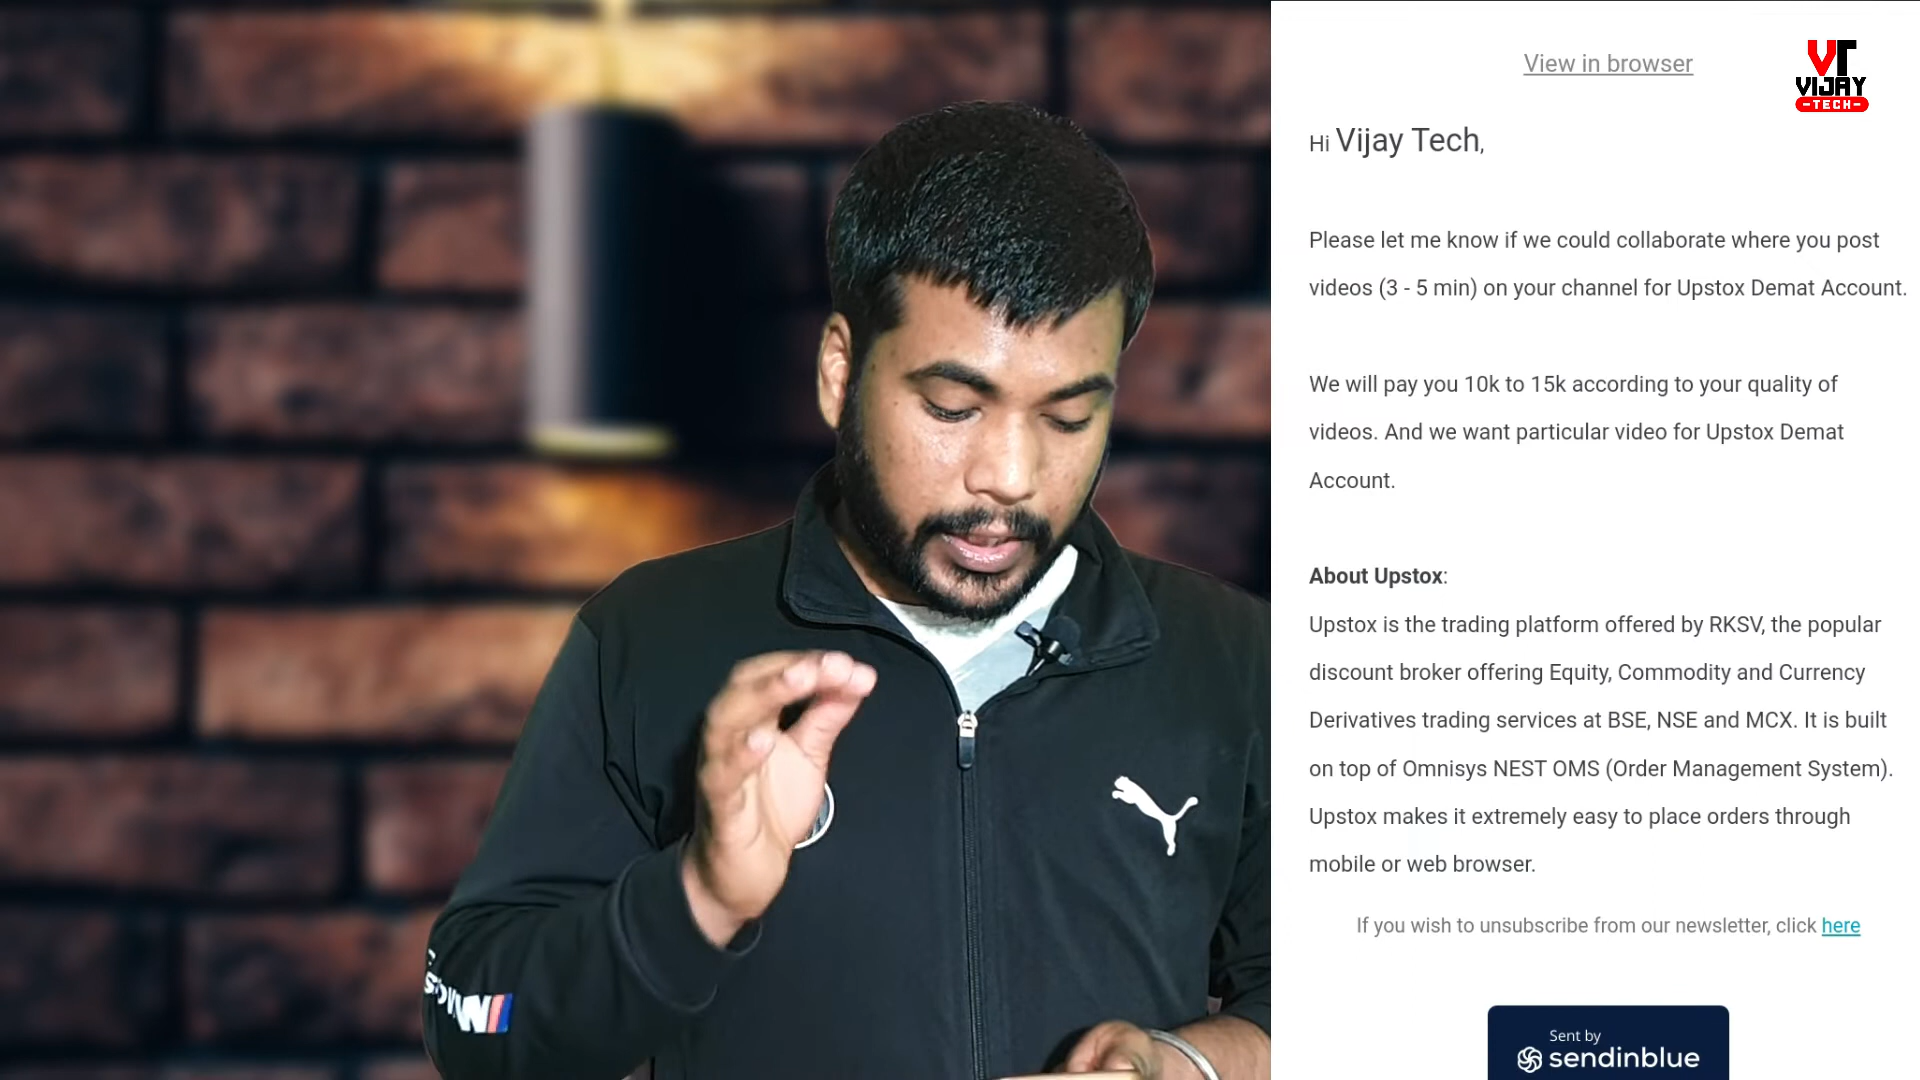 View in browser
VT
VIJAY
-TECH-
Hi Vijay Tech,
Please let me know if we could collaborate where you post
videos (3 - 5 min) on your channel for Upstox Demat Account.
We will pay you 10k to 15k according to your quality of
videos. And we want particular video for Upstox Demat
Account.
About Upstox:
Upstox is the trading platform offered by RKSV, the popular
discount broker offering Equity, Commodity and Currency
Derivatives trading services at BSE, NSE and MCX. It is built
on top of Omnisys NEST OMS (Order Management System).
Upstox makes it extremely easy to place orders through
mobile or web browser.
If you wish to unsubscribe from our newsletter, click here
Sent by
sendinblue